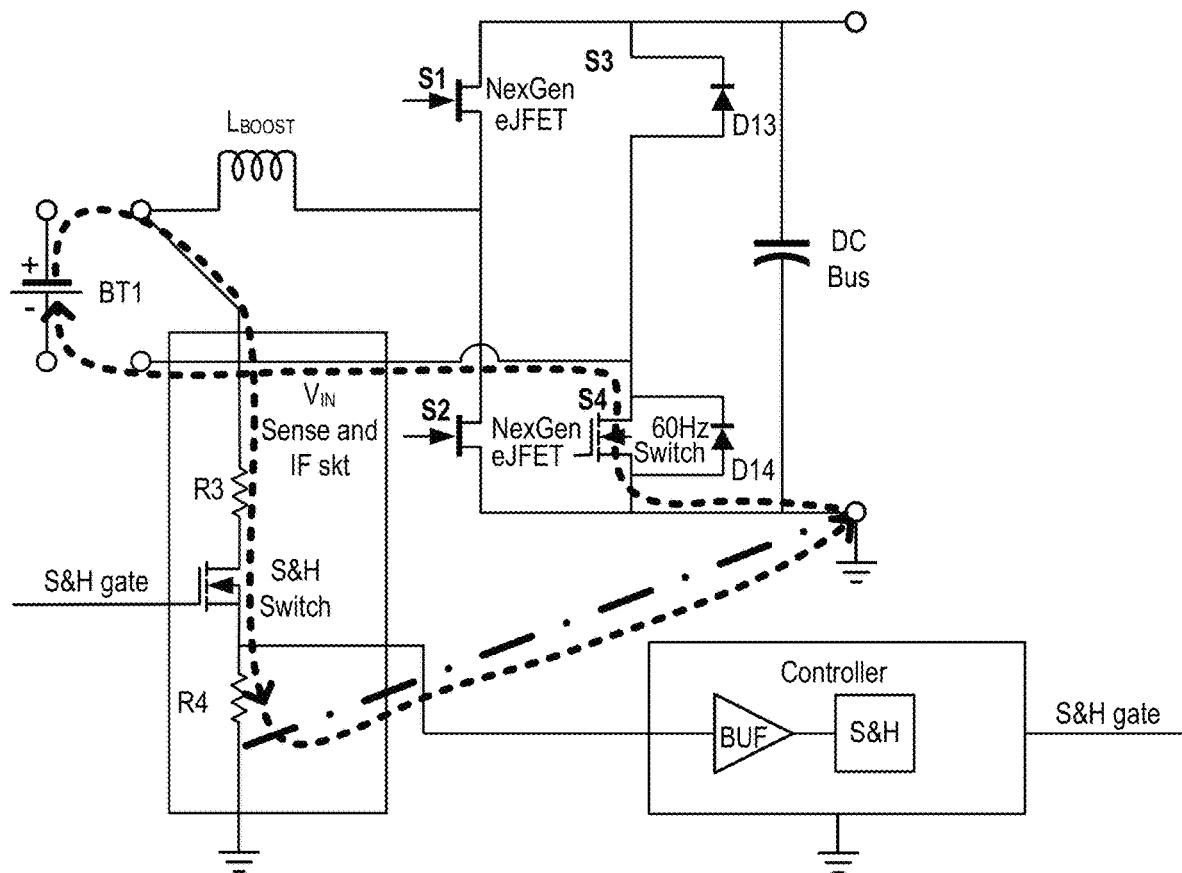 S1
NexGen
eJFET
S3
D13
LBOOST
DC
Bus
+
BT1
-
VIN
Sense and
IF skt
S2
NexGen
eJFET
S4
60Hz
Switch
D14
R3
S&H gate
S&H
Switch
R4
Controller
BUF
S&H
S&H gate